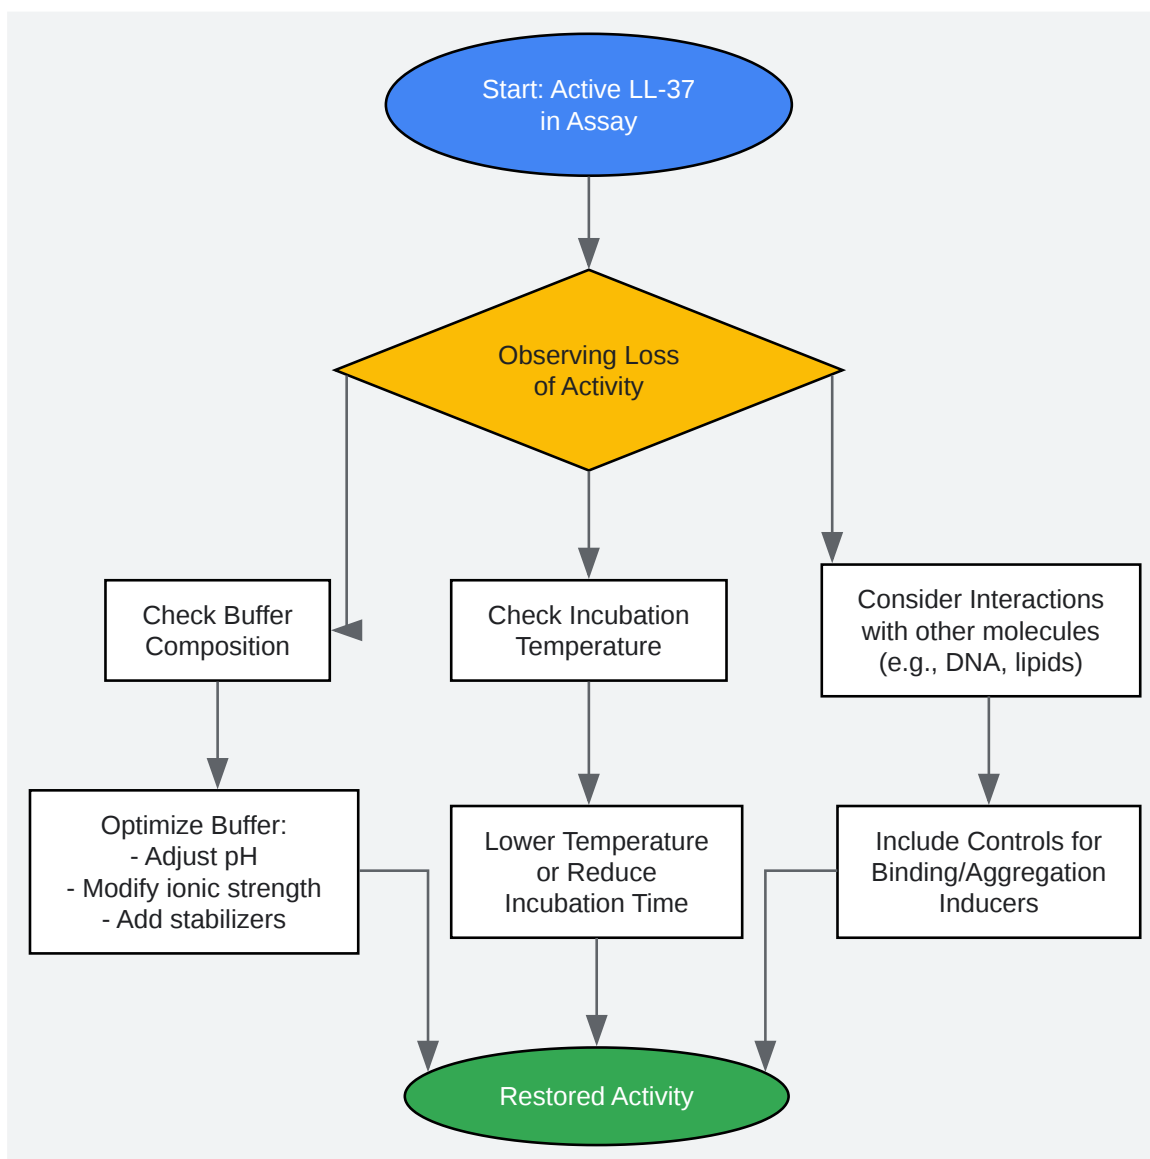 Start: Active LL-37
in Assay
Observing Loss
of Activity
Check Buffer
Composition
Check Incubation
Temperature
Consider Interactions
with other molecules
(e.g., DNA, lipids)
Optimize Buffer:
- Adjust pH
- Modify ionic strength
- Add stabilizers
Lower Temperature
or Reduce
Incubation Time
Include Controls for
Binding/Aggregation
Inducers
Restored Activity